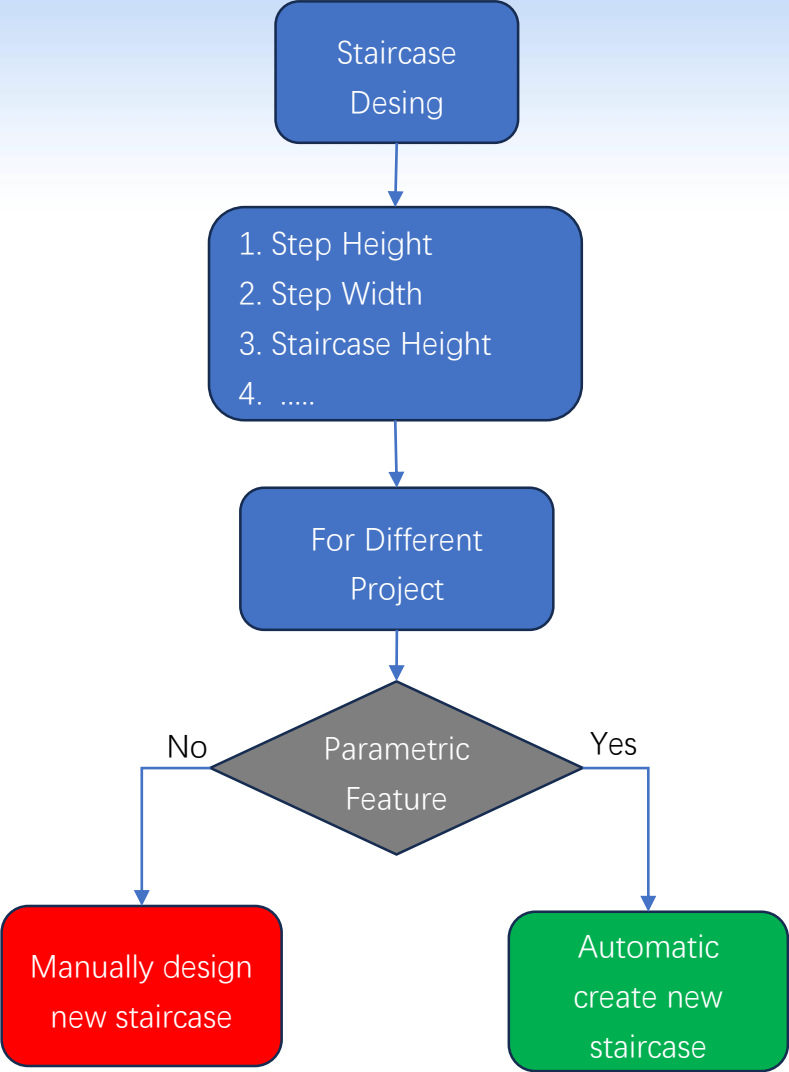 Staircase
Desing
1. Step Height
2. Step Width
3. Staircase Height
4. .....
For Different
Project
Parametric
Feature
No
Yes
Manually design
new staircase
Automatic
create new
staircase